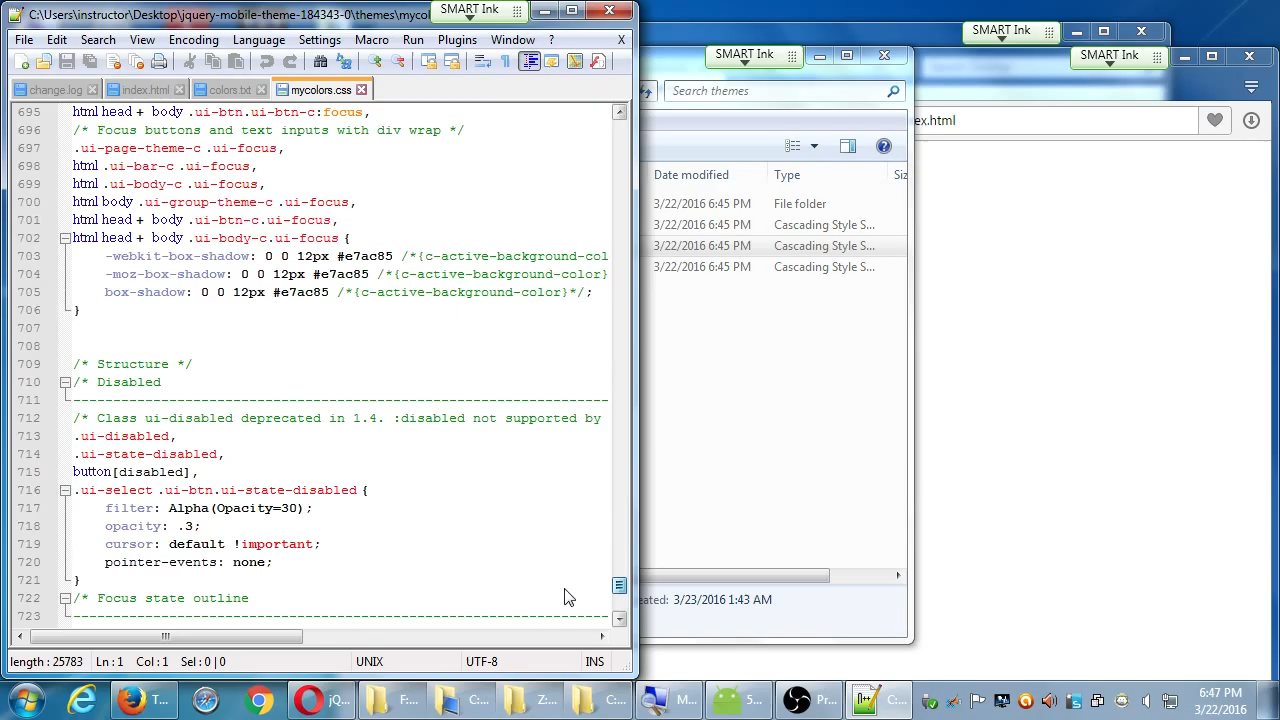 C:\Users\instructor\Desktop\jquery-mobile-theme-184343-0\themes\mycol
SMART Ink
SMART Ink
SMART Ink
SMART Ink
File Edit Search View Encoding Language Settings Macro Run Plugins Window ? X
change.log index.html colors.txt mycolors.css
Search themes
ex.html
Date modified Type Siz
3/22/2016 6:45 PM File folder
3/22/2016 6:45 PM Cascading Style S...
3/22/2016 6:45 PM Cascading Style S...
3/22/2016 6:45 PM Cascading Style S...
695 html head + body .ui-btn.ui-btn-c:focus,
696 /* Focus buttons and text inputs with div wrap */
697 .ui-page-theme-c .ui-focus,
698 html .ui-bar-c .ui-focus,
699 html .ui-body-c .ui-focus,
700 html body .ui-group-theme-c .ui-focus,
701 html head + body .ui-btn-c.ui-focus,
702 html head + body .ui-body-c.ui-focus {
703 -webkit-box-shadow: 0 0 12px #e7ac85 /*{c-active-background-col
704 -moz-box-shadow: 0 0 12px #e7ac85 /*{c-active-background-color}
705 box-shadow: 0 0 12px #e7ac85 /*{c-active-background-color}*/;
706 }
707
708
709 /* Structure */
710 /* Disabled
711 -------------------------------------------------------------------
712 /* Class ui-disabled deprecated in 1.4. :disabled not supported by
713 .ui-disabled,
714 .ui-state-disabled,
715 button[disabled],
716 .ui-select .ui-btn.ui-state-disabled {
717 filter: Alpha(Opacity=30);
718 opacity: .3;
719 cursor: default !important;
720 pointer-events: none;
721 }
722 /* Focus state outline
723 -------------------------------------------------------------------
eated: 3/23/2016 1:43 AM
length : 25783 Ln : 1 Col : 1 Sel : 0 | 0 UNIX UTF-8 INS
T... jQ... F:... C:... Z:... C:... M... 5... Pr... C:...
6:47 PM
3/22/2016